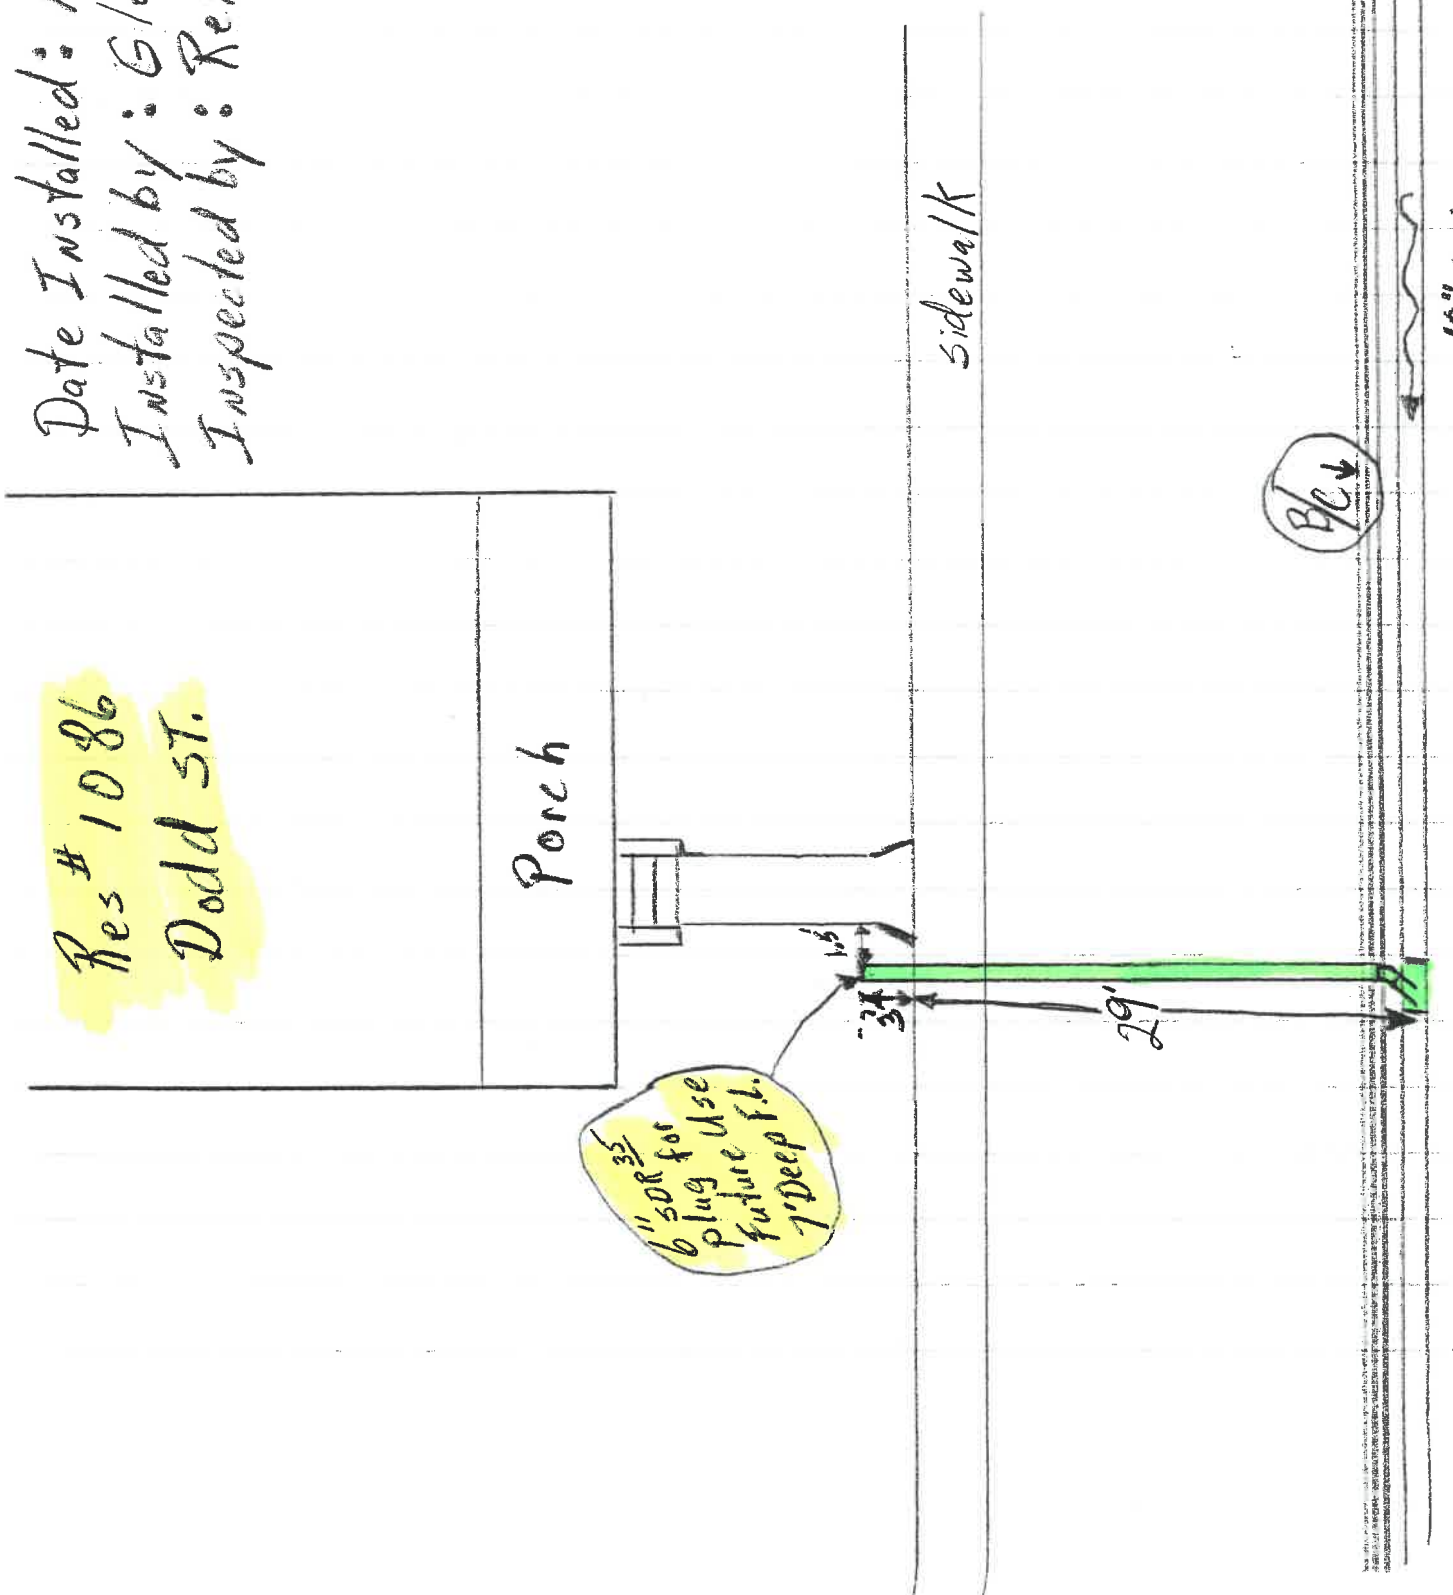 Date Installed:
Installed by:
Inspected by:
Res # 1086
Dodd ST.
Porch
sidewalk
B/C
1.5'
3'
29'
6" SDR 35
plug for
future use
7' Deep F.L.